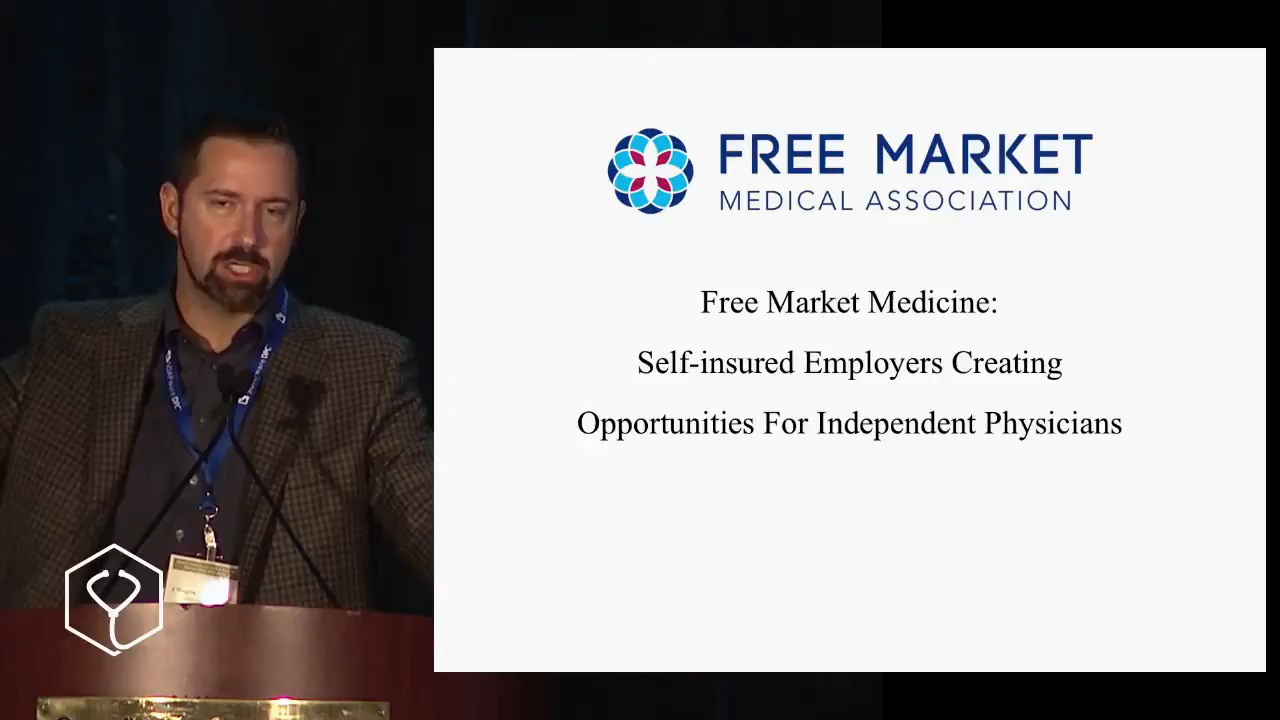 FREE MARKET
MEDICAL ASSOCIATION
Free Market Medicine:
Self-insured Employers Creating
Opportunities For Independent Physicians